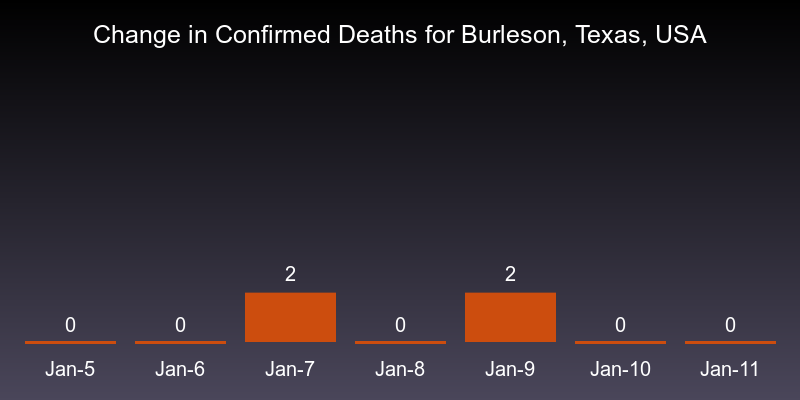 Change in Confirmed Deaths for Burleson, Texas, USA
2 2
0 0 0 0 0
Jan-5 Jan-6 Jan-7 Jan-8 Jan-9 Jan-10 Jan-11